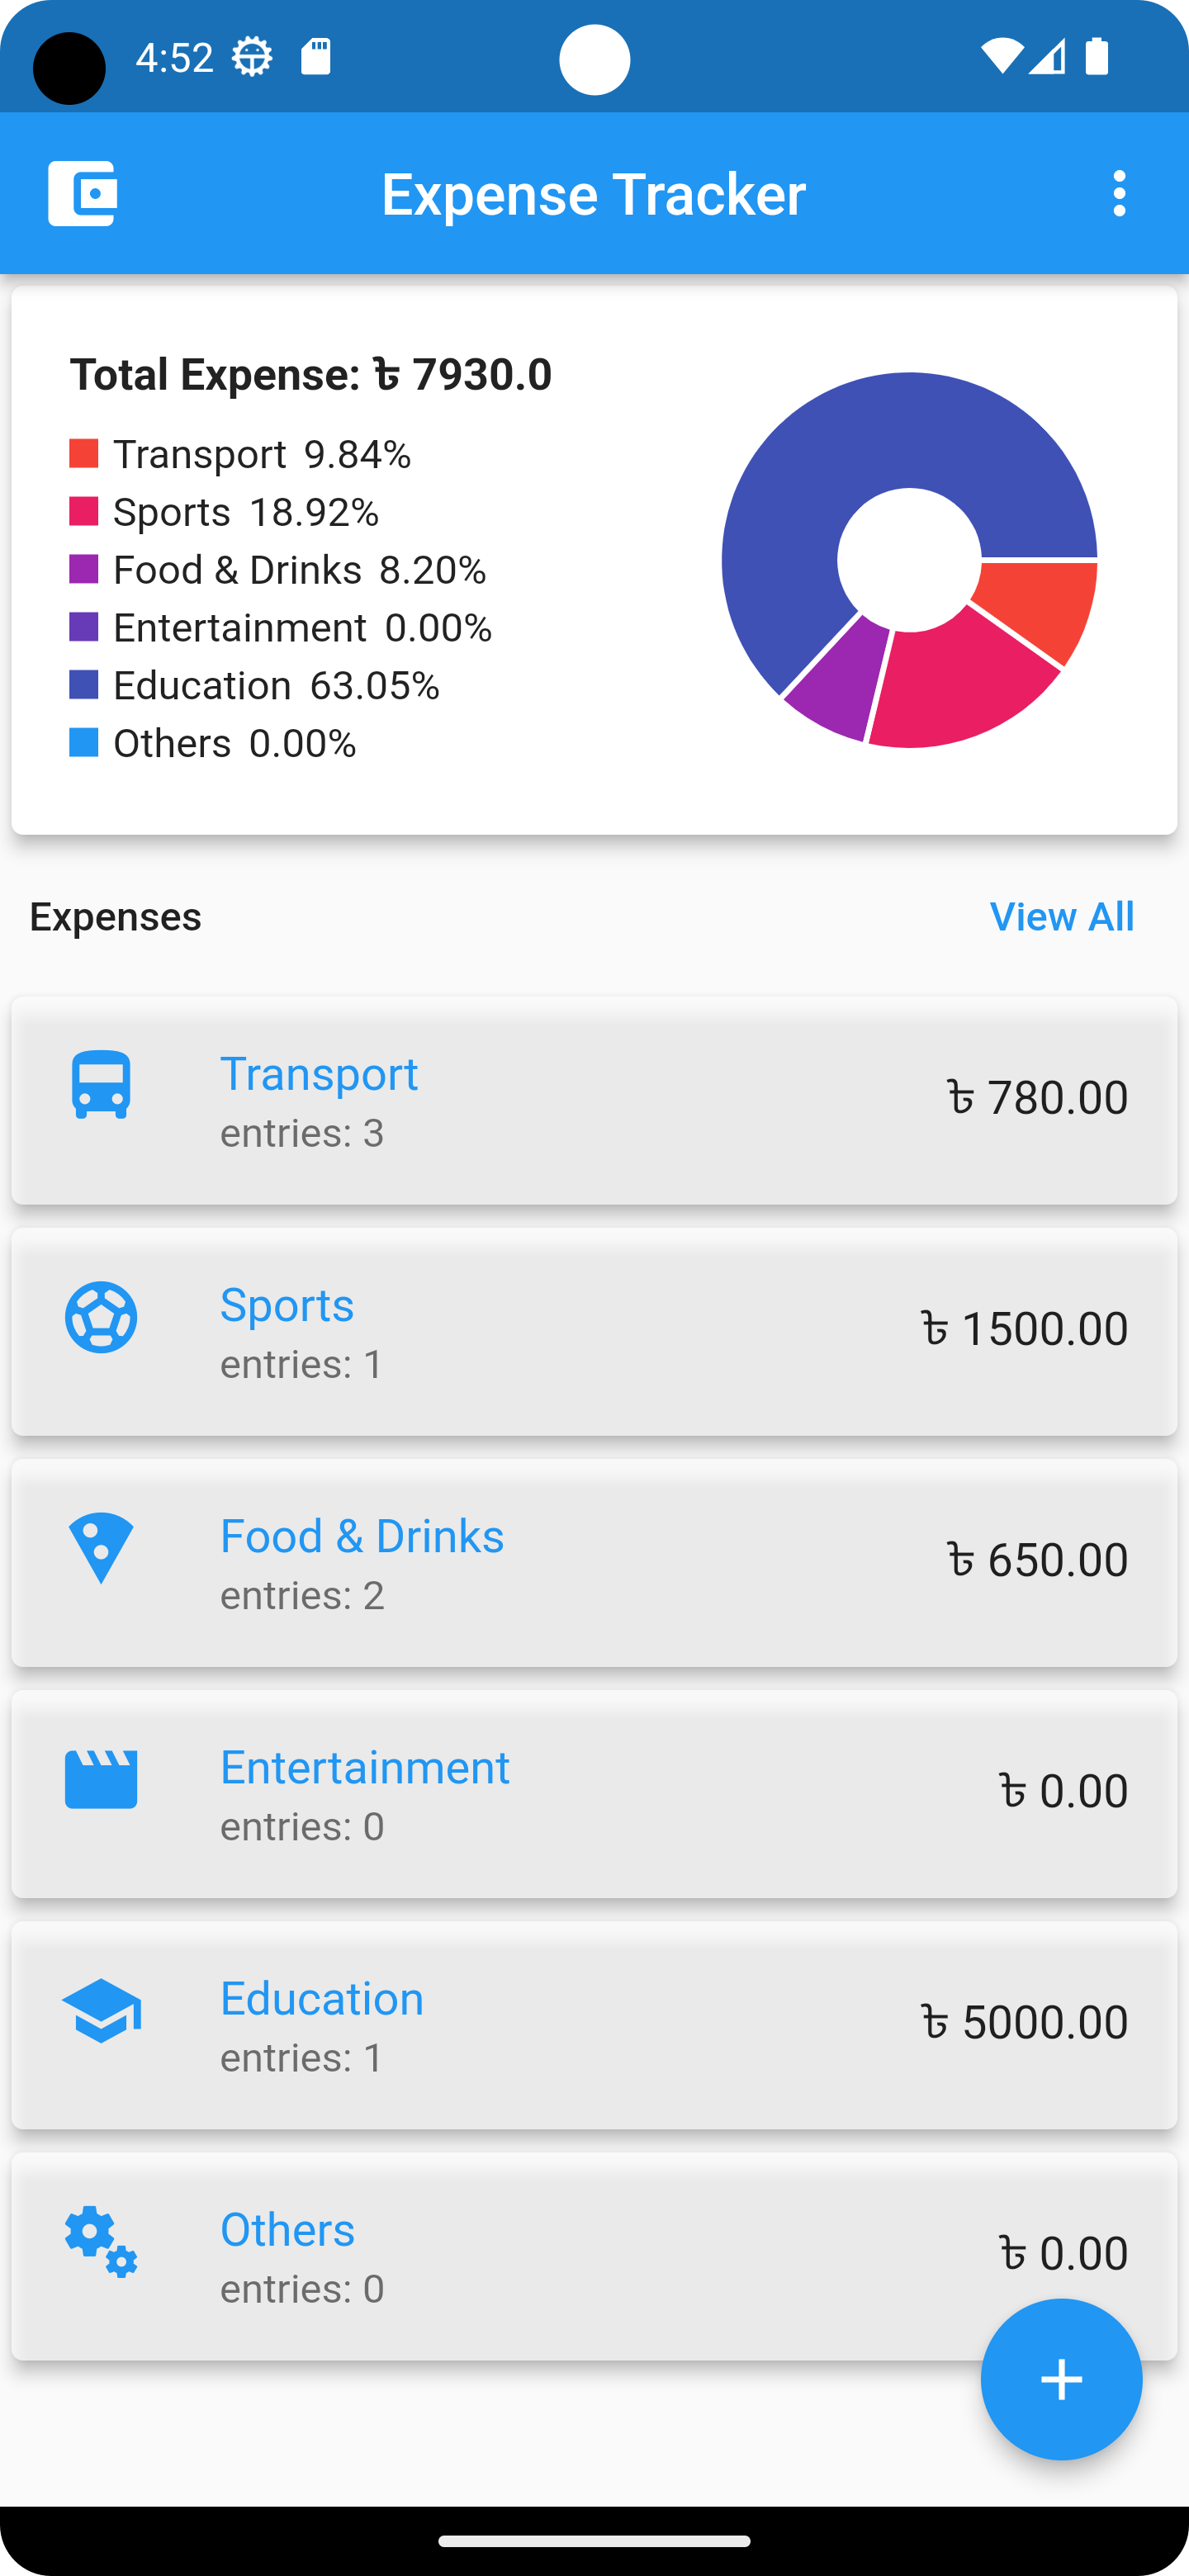 4:52
Expense Tracker
Total Expense: ৳ 7930.0
Transport 9.84%
Sports 18.92%
Food & Drinks 8.20%
Entertainment 0.00%
Education 63.05%
Others 0.00%
Expenses View All
Transport
entries: 3
৳ 780.00
Sports
entries: 1
৳ 1500.00
Food & Drinks
entries: 2
৳ 650.00
Entertainment
entries: 0
৳ 0.00
Education
entries: 1
৳ 5000.00
Others
entries: 0
৳ 0.00